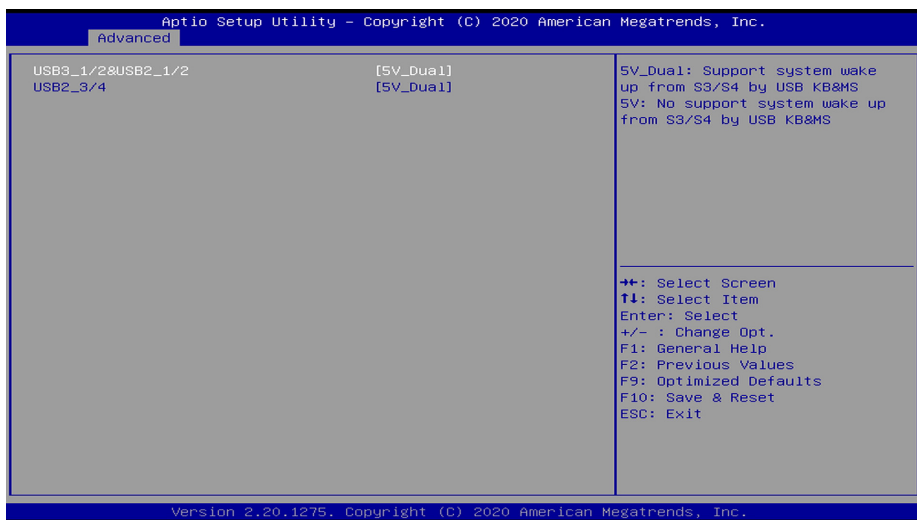 Aptio Setup Utility – Copyright (C) 2020 American Megatrends, Inc.
Advanced
USB3_1/2&USB2_1/2 [5V_Dual]
USB2_3/4 [5V_Dual]
5V_Dual: Support system wake
up from S3/S4 by USB KB&MS
5V: No support system wake up
from S3/S4 by USB KB&MS
→←: Select Screen
↑↓: Select Item
Enter: Select
+/- : Change Opt.
F1: General Help
F2: Previous Values
F9: Optimized Defaults
F10: Save & Reset
ESC: Exit
Version 2.20.1275. Copyright (C) 2020 American Megatrends, Inc.